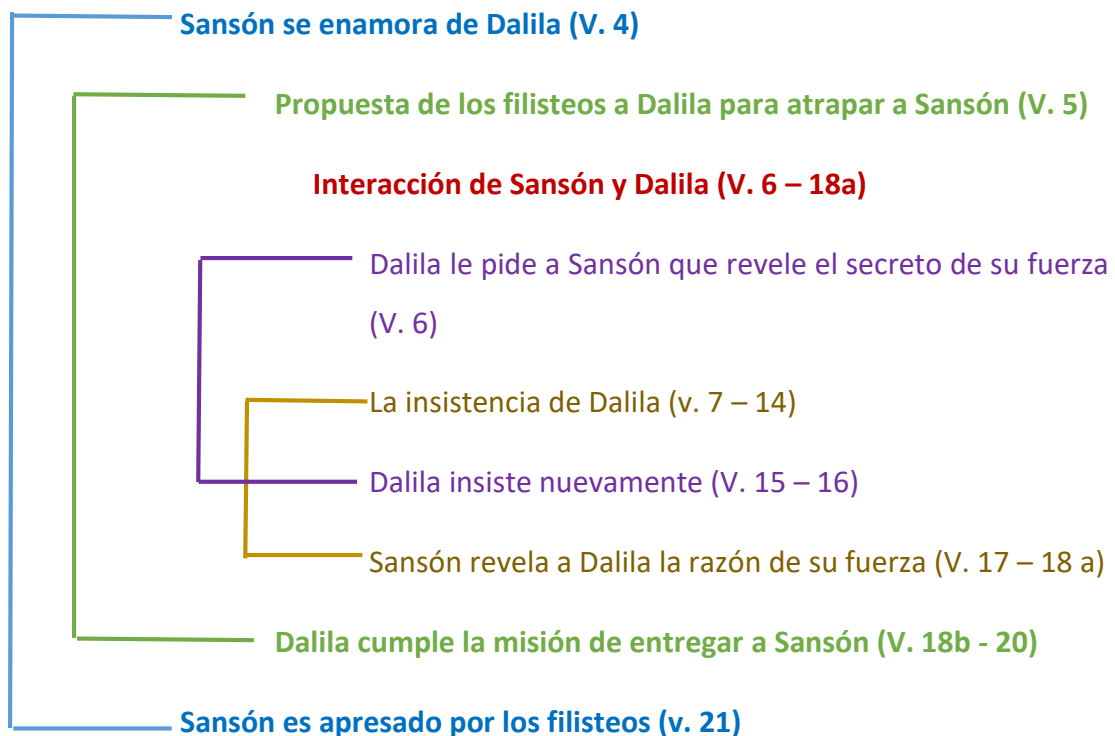 Sansón se enamora de Dalila (V. 4)
Propuesta de los filisteos a Dalila para atrapar a Sansón (V. 5)
Interacción de Sansón y Dalila (V. 6 – 18a)
Dalila le pide a Sansón que revele el secreto de su fuerza
(V. 6)
La insistencia de Dalila (v. 7 – 14)
Dalila insiste nuevamente (V. 15 – 16)
Sansón revela a Dalila la razón de su fuerza (V. 17 – 18 a)
Dalila cumple la misión de entregar a Sansón (V. 18b - 20)
Sansón es apresado por los filisteos (v. 21)